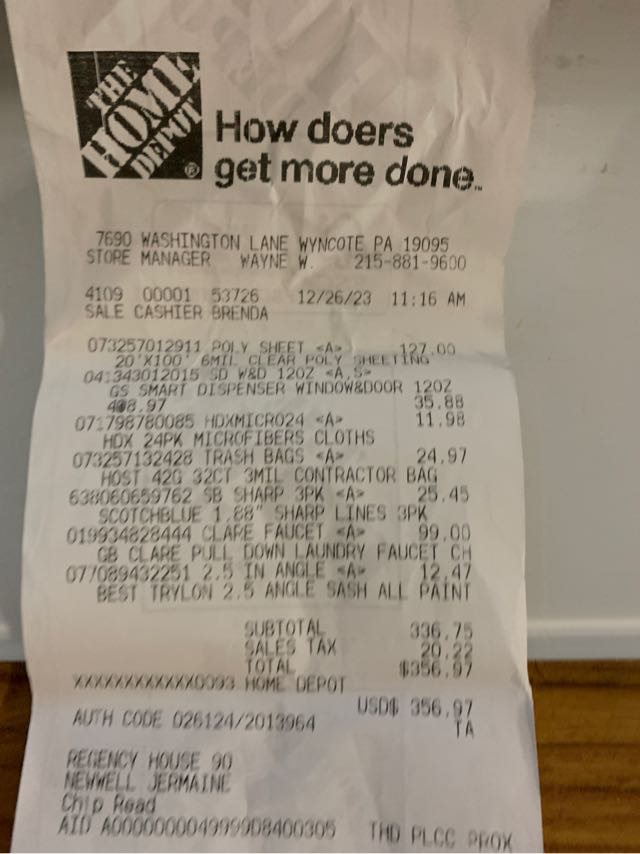 THE
HOME
DEPOT
®
How doers
get more done.™
7690 WASHINGTON LANE WYNCOTE PA 19095
STORE MANAGER WAYNE W. 215-881-9600
4109 00001 53726 12/26/23 11:16 AM
SALE CASHIER BRENDA
073257012911 POLY SHEET <A> 127.00
20'X100' 6MIL CLEAR POLY SHEETING
041343012015 SD W&D 12OZ <A,S>
GS SMART DISPENSER WINDOW&DOOR 12OZ
4@8.97 35.88
071798780085 HDXMICRO24 <A> 11.98
HDX 24PK MICROFIBERS CLOTHS
073257132428 TRASH BAGS <A> 24.97
HOST 42G 32CT 3MIL CONTRACTOR BAG
638060659762 SB SHARP 3PK <A> 25.45
SCOTCHBLUE 1.88" SHARP LINES 3PK
019934828444 CLARE FAUCET <A> 99.00
GB CLARE PULL DOWN LAUNDRY FAUCET CH
077089432251 2.5 IN ANGLE <A> 12.47
BEST TRYLON 2.5 ANGLE SASH ALL PAINT
SUBTOTAL 336.75
SALES TAX 20.22
TOTAL $356.97
XXXXXXXXXXXX0093 HOME DEPOT
USD$ 356.97
AUTH CODE 026124/2013964 TA
REGENCY HOUSE 90
NEWWELL JERMAINE
Chip Read
AID A0000000049999D8400305 THD PLCC PROX